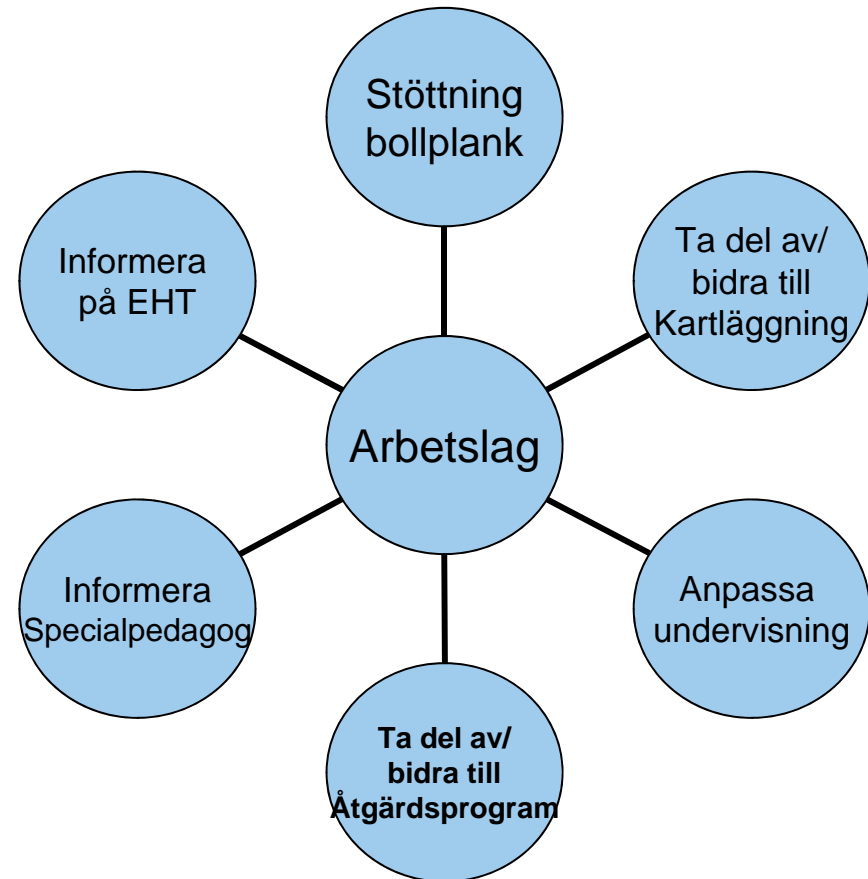 Stöttning
bollplank
Informera
på EHT
Ta del av/
bidra till
Kartläggning
Arbetslag
Informera
Specialpedagog
Anpassa
undervisning
Ta del av/
bidra till
Åtgärdsprogram